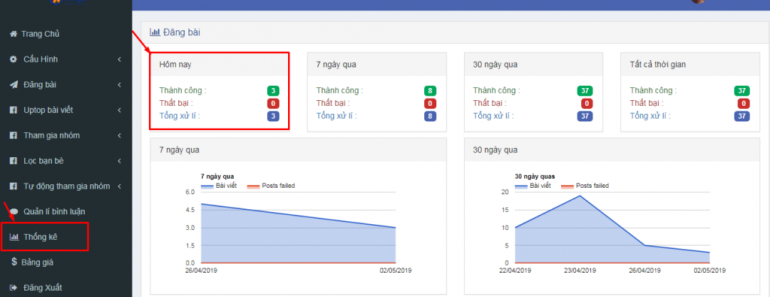 Trang Chủ
Cấu Hình
Đăng bài
Uptop bài viết
Tham gia nhóm
Lọc bạn bè
Tự động tham gia nhóm
Quản lí bình luận
Thống kê
Bảng giá
Đăng Xuất
Đăng bài
Hôm nay
Thành công : 3
Thất bại : 0
Tổng xử lí : 3
7 ngày qua
Thành công : 8
Thất bại : 0
Tổng xử lí : 8
30 ngày qua
Thành công : 37
Thất bại : 0
Tổng xử lí : 37
Tất cả thời gian
Thành công : 37
Thất bại : 0
Tổng xử lí : 37
7 ngày qua
7 ngày qua
Bài viết Posts failed
6.0
4.5
3.0
1.5
0.0
26/04/2019 02/05/2019
30 ngày qua
30 ngày quas
Bài viết Posts failed
20
15
10
5
0
22/04/2019 23/04/2019 26/04/2019 02/05/2019